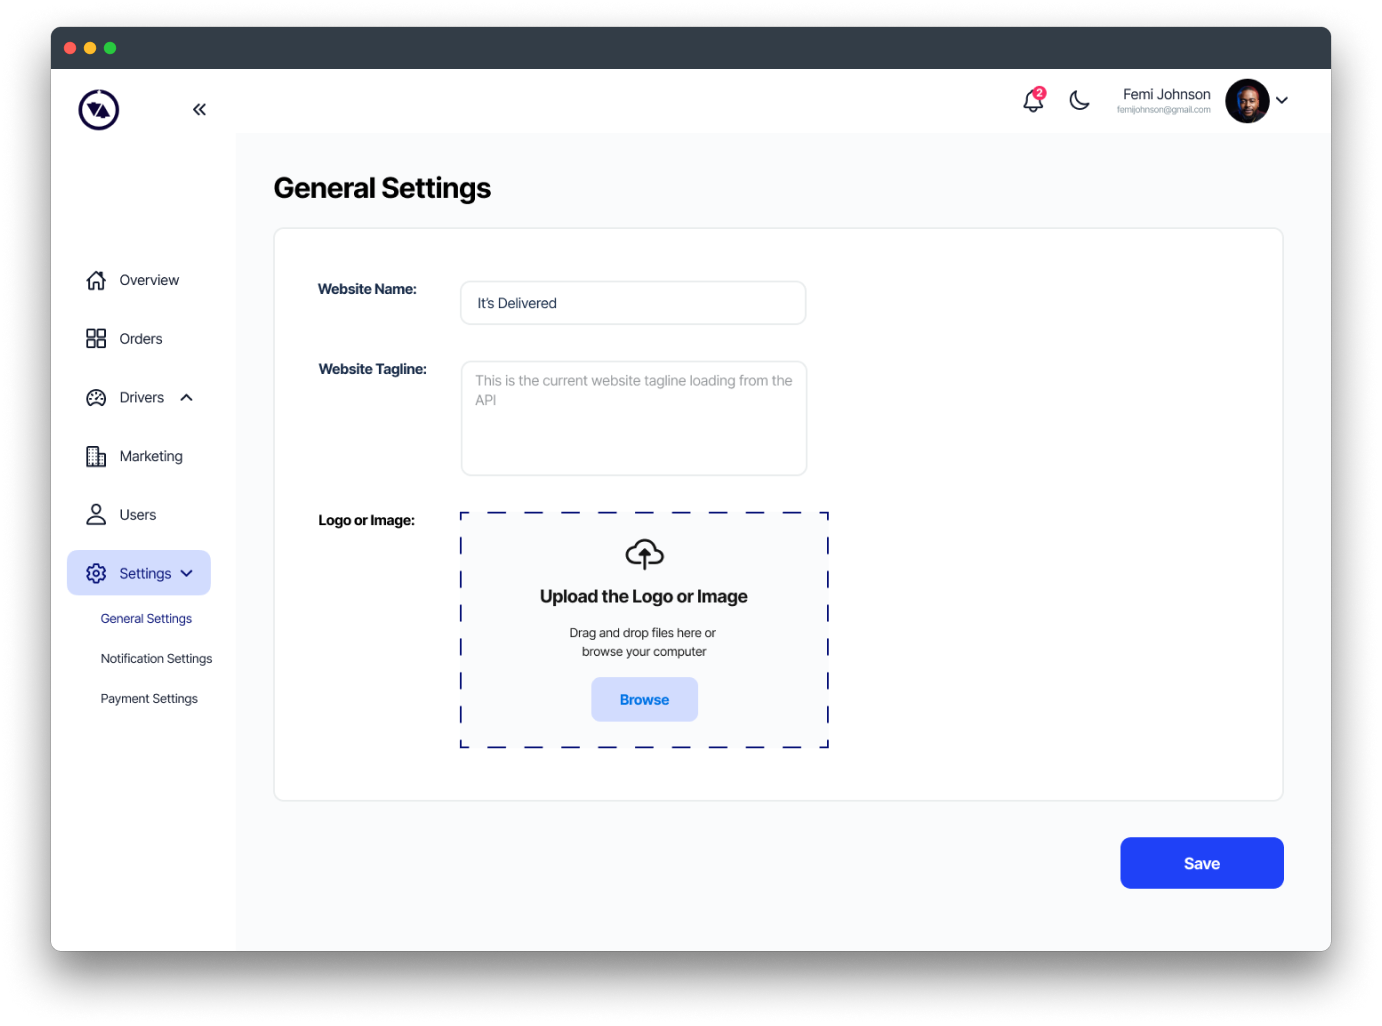 2
Femi Johnson
femijohnson@gmail.com
General Settings
Overview
Orders
Drivers
Marketing
Users
Settings
General Settings
Notification Settings
Payment Settings
Website Name:
It's Delivered
Website Tagline:
This is the current website tagline loading from the
API
Logo or Image:
Upload the Logo or Image
Drag and drop files here or
browse your computer
Browse
Save